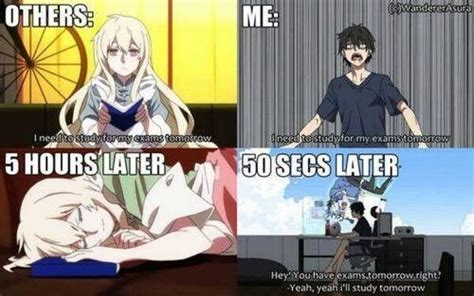 OTHERS:
ME:
(c)WandererAsura
I need to study for my exams tomorrow
I need to study for my exams tomorrow
5 HOURS LATER
50 SECS LATER
Hey! You have exams tomorrow right?
-Yeah, yeah i'll study tomorrow